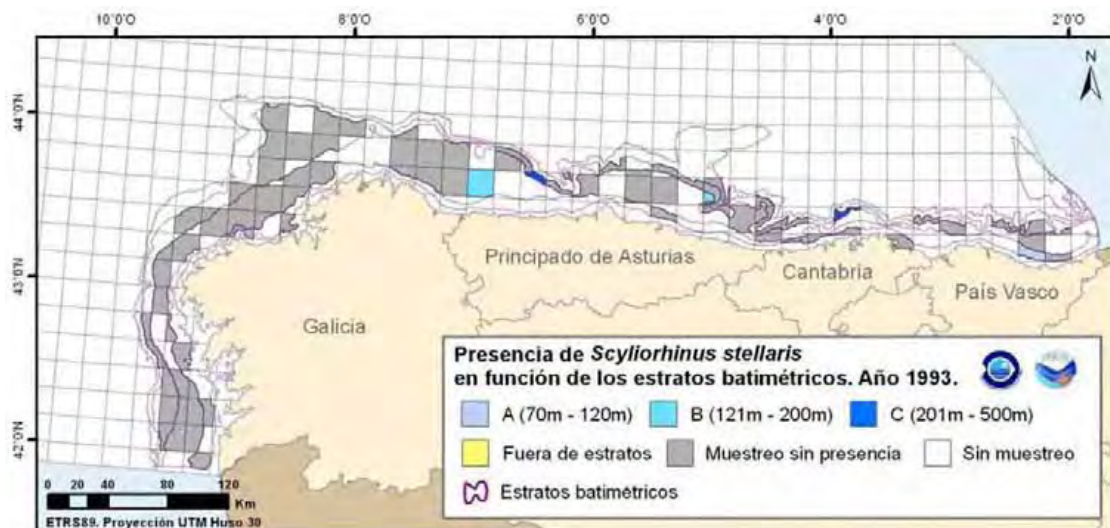 10°0'O 8°0'O 6°0'O 4°0'O 2°0'O
N
44°0'N
43°0'N
42°0'N
Principado de Asturias
Cantabria
País Vasco
Galicia
Presencia de Scyliorhinus stellaris
en función de los estratos batimétricos. Año 1993.
A (70m - 120m) B (121m - 200m) C (201m - 500m)
Fuera de estratos Muestreo sin presencia Sin muestreo
Estratos batimétricos
0 20 40 80 120
Km
ETRS89. Proyección UTM Huso 30